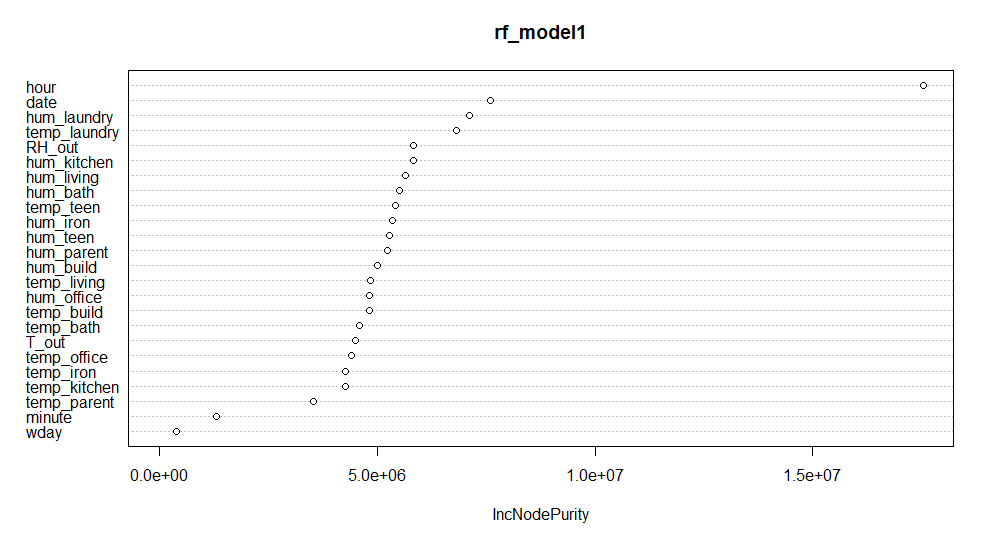 rf_model1
hour
date
hum_laundry
temp_laundry
RH_out
hum_kitchen
hum_living
hum_bath
temp_teen
hum_iron
hum_teen
hum_parent
hum_build
temp_living
hum_office
temp_build
temp_bath
T_out
temp_office
temp_iron
temp_kitchen
temp_parent
minute
wday
0.0e+00 5.0e+06 1.0e+07 1.5e+07
IncNodePurity